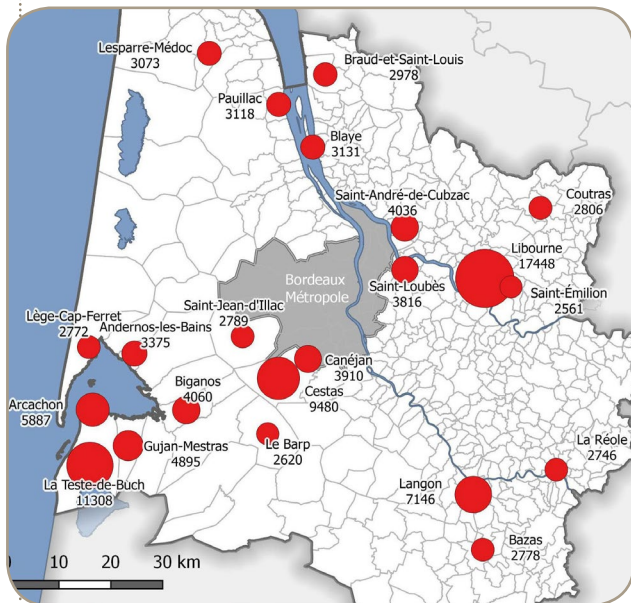 Lesparre-Médoc
3073
Braud-et-Saint-Louis
2978
Pauillac
3118
Blaye
3131
Saint-André-de-Cubzac
4036
Coutras
2806
Libourne
17448
Bordeaux
Métropole
Saint-Loubès
3816
Saint-Émilion
2561
Saint-Jean-d'Illac
2789
Lège-Cap-Ferret
2772
Andernos-les-Bains
3375
Canéjan
3910
Biganos
4060
Cestas
9480
Arcachon
5887
Gujan-Mestras
4895
Le Barp
2620
La Réole
2746
La Teste-de-Buch
11308
Langon
7146
Bazas
2778
10 20 30 km